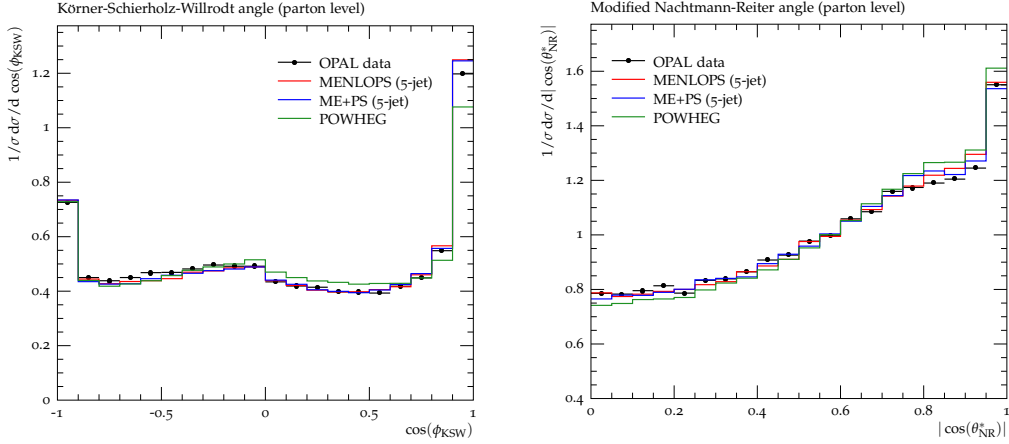 Körner-Schierholz-Willrodt angle (parton level)
1/σ dσ/d cos(ϕKSW)
OPAL data
MENLOPS (5-jet)
ME+PS (5-jet)
POWHEG
1.2
1
0.8
0.6
0.4
0.2
0
-1
-0.5
0
0.5
1
cos(ϕKSW)
Modified Nachtmann-Reiter angle (parton level)
1/σ dσ/d| cos(θ*NR)|
OPAL data
MENLOPS (5-jet)
ME+PS (5-jet)
POWHEG
1.6
1.4
1.2
1.0
0.8
0.6
0.4
0
0.2
0.4
0.6
0.8
1
| cos(θ*NR)|